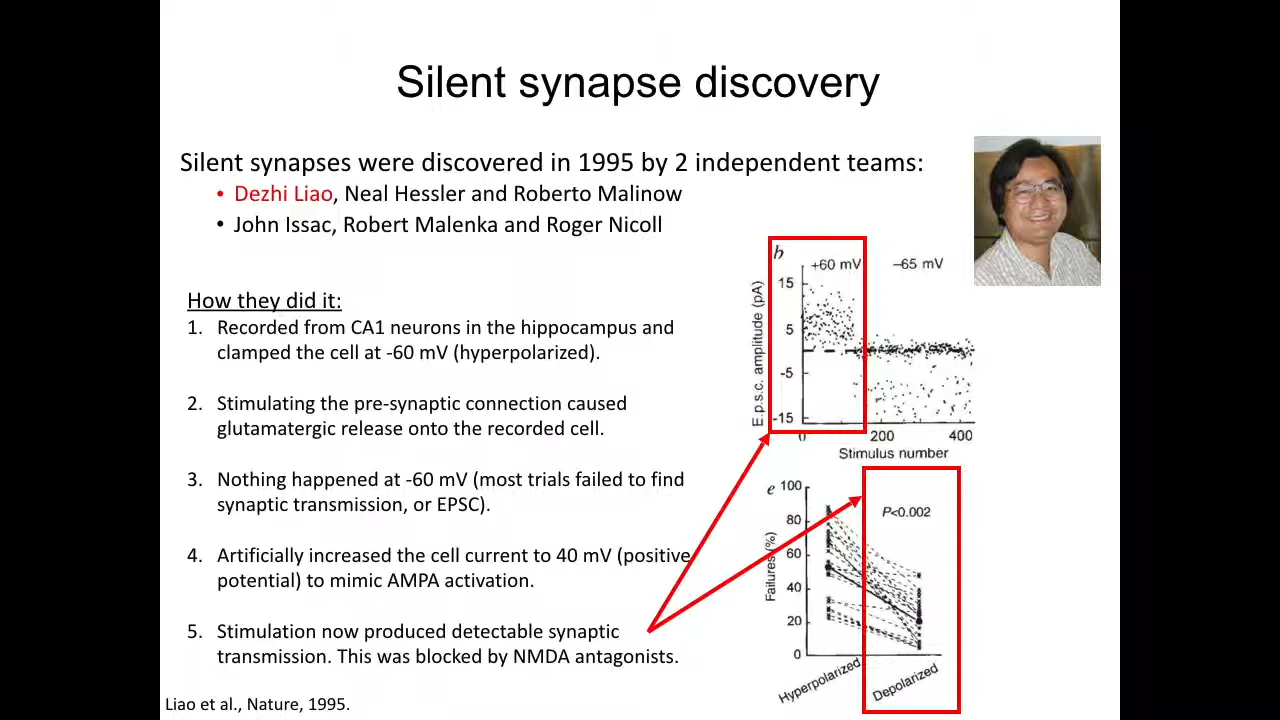 Silent synapse discovery
Silent synapses were discovered in 1995 by 2 independent teams:
• Dezhi Liao, Neal Hessler and Roberto Malinow
• John Issac, Robert Malenka and Roger Nicoll
How they did it:
1. Recorded from CA1 neurons in the hippocampus and
clamped the cell at -60 mV (hyperpolarized).
2. Stimulating the pre-synaptic connection caused
glutamatergic release onto the recorded cell.
3. Nothing happened at -60 mV (most trials failed to find
synaptic transmission, or EPSC).
4. Artificially increased the cell current to 40 mV (positive
potential) to mimic AMPA activation.
5. Stimulation now produced detectable synaptic
transmission. This was blocked by NMDA antagonists.
Liao et al., Nature, 1995.
b
+60 mV
−65 mV
E.p.s.c. amplitude (pA)
15
5
-5
-15
0
200
400
Stimulus number
e
P<0.002
Failures (%)
100
80
60
40
20
0
Hyperpolarized
Depolarized